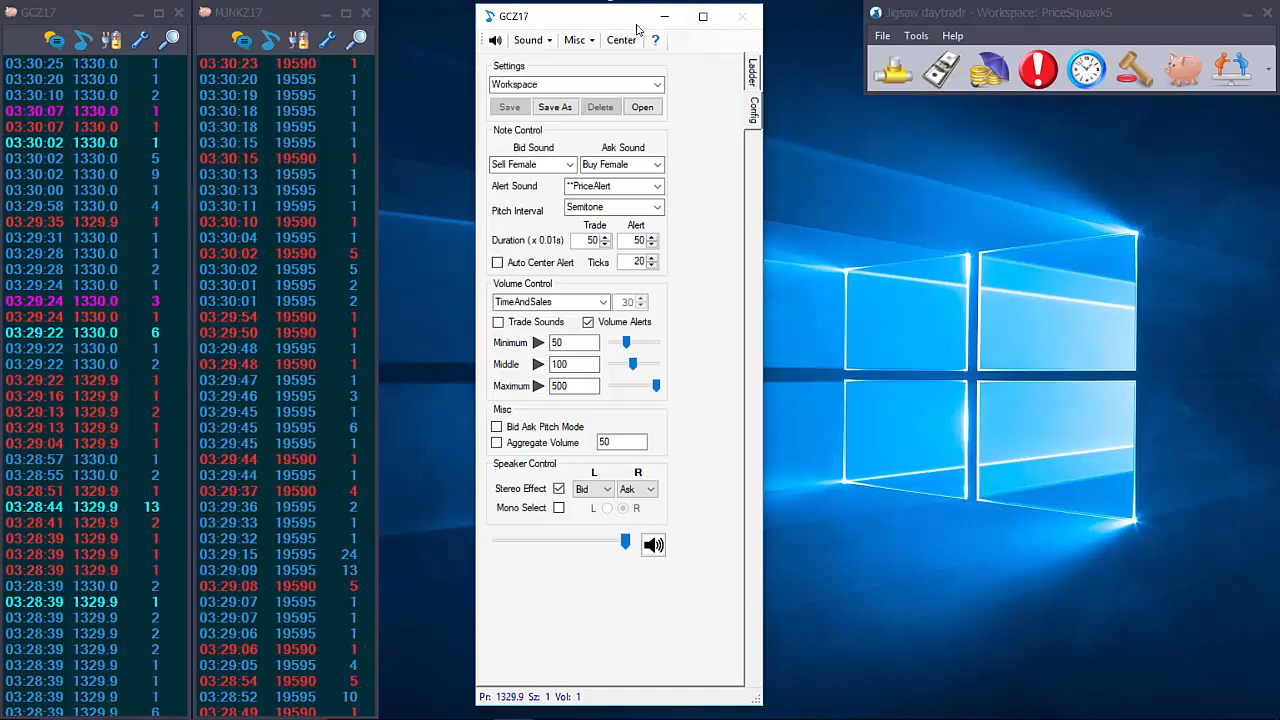 GCZ17
03:30:25 1330.0 1
03:30:20 1330.0 1
03:30:10 1330.0 2
03:30:07 1330.0 1
03:30:07 1330.0 1
03:30:02 1330.0 1
03:30:02 1330.0 5
03:30:02 1330.0 9
03:30:00 1330.0 1
03:29:58 1330.0 4
03:29:35 1329.9 1
03:29:31 1330.0 1
03:29:28 1330.0 1
03:29:28 1330.0 2
03:29:24 1330.0 1
03:29:24 1330.0 3
03:29:24 1330.0 1
03:29:22 1330.0 6
03:29:22 1330.0 1
03:29:22 1330.0 2
03:29:22 1329.9 1
03:29:16 1329.9 1
03:29:13 1329.9 2
03:29:13 1329.9 1
03:29:04 1329.9 1
03:28:57 1330.0 1
03:28:55 1330.0 2
03:28:51 1329.9 1
03:28:44 1329.9 13
03:28:41 1329.9 2
03:28:39 1329.9 1
03:28:39 1329.9 1
03:28:39 1329.9 1
03:28:39 1330.0 2
03:28:39 1329.9 1
03:28:39 1329.9 2
03:28:39 1329.9 2
03:28:39 1329.9 2
03:28:39 1329.9 1
03:28:39 1329.9 1
03:28:39 1329.9 6
MJNKZ17
03:30:23 19590 1
03:30:20 19595 1
03:30:19 19595 1
03:30:18 19595 1
03:30:18 19595 1
03:30:15 19595 1
03:30:15 19590 1
03:30:13 19595 1
03:30:13 19595 1
03:30:11 19595 1
03:30:10 19590 1
03:30:04 19595 1
03:30:02 19590 5
03:30:02 19595 1
03:30:01 19595 2
03:30:01 19595 2
03:29:54 19590 1
03:29:50 19590 1
03:29:48 19595 1
03:29:48 19590 1
03:29:47 19595 1
03:29:46 19595 3
03:29:45 19595 1
03:29:45 19595 6
03:29:45 19595 1
03:29:44 19590 1
03:29:44 19595 1
03:29:37 19590 4
03:29:36 19595 2
03:29:33 19595 1
03:29:32 19595 1
03:29:15 19595 24
03:29:09 19595 13
03:29:08 19590 5
03:29:07 19595 1
03:29:07 19595 1
03:29:06 19595 1
03:29:06 19590 1
03:29:05 19595 4
03:28:54 19590 5
03:28:52 19595 10
03:28:49 19590 1
GCZ17
Sound Misc Center ?
Settings
Workspace
Save Save As Delete Open
Note Control
Bid Sound Ask Sound
Sell Female Buy Female
Alert Sound **PriceAlert
Pitch Interval Semitone
Trade Alert
Duration ( x 0.01s) 50 50
Auto Center Alert Ticks 20
Volume Control
TimeAndSales 30
Trade Sounds Volume Alerts
Minimum 50
Middle 100
Maximum 500
Misc
Bid Ask Pitch Mode
Aggregate Volume 50
Speaker Control
L R
Stereo Effect Bid Ask
Mono Select L R
Pr: 1329.9 Sz: 1 Vol: 1
Ladder
Config
Jigsaw daytradr - Workspace: PriceSquawk5
File Tools Help